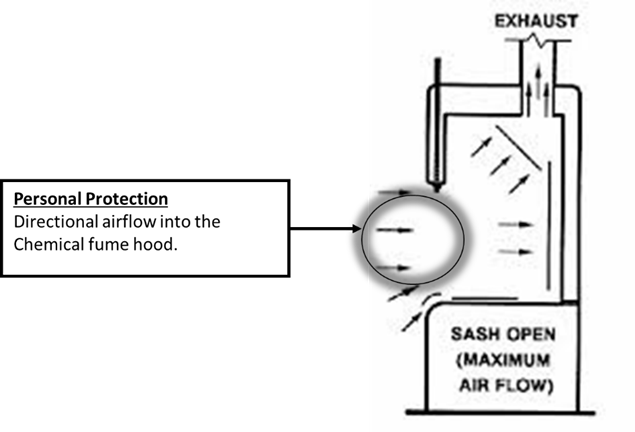 EXHAUST
Personal Protection
Directional airflow into the
Chemical fume hood.
SASH OPEN
(MAXIMUM
AIR FLOW)